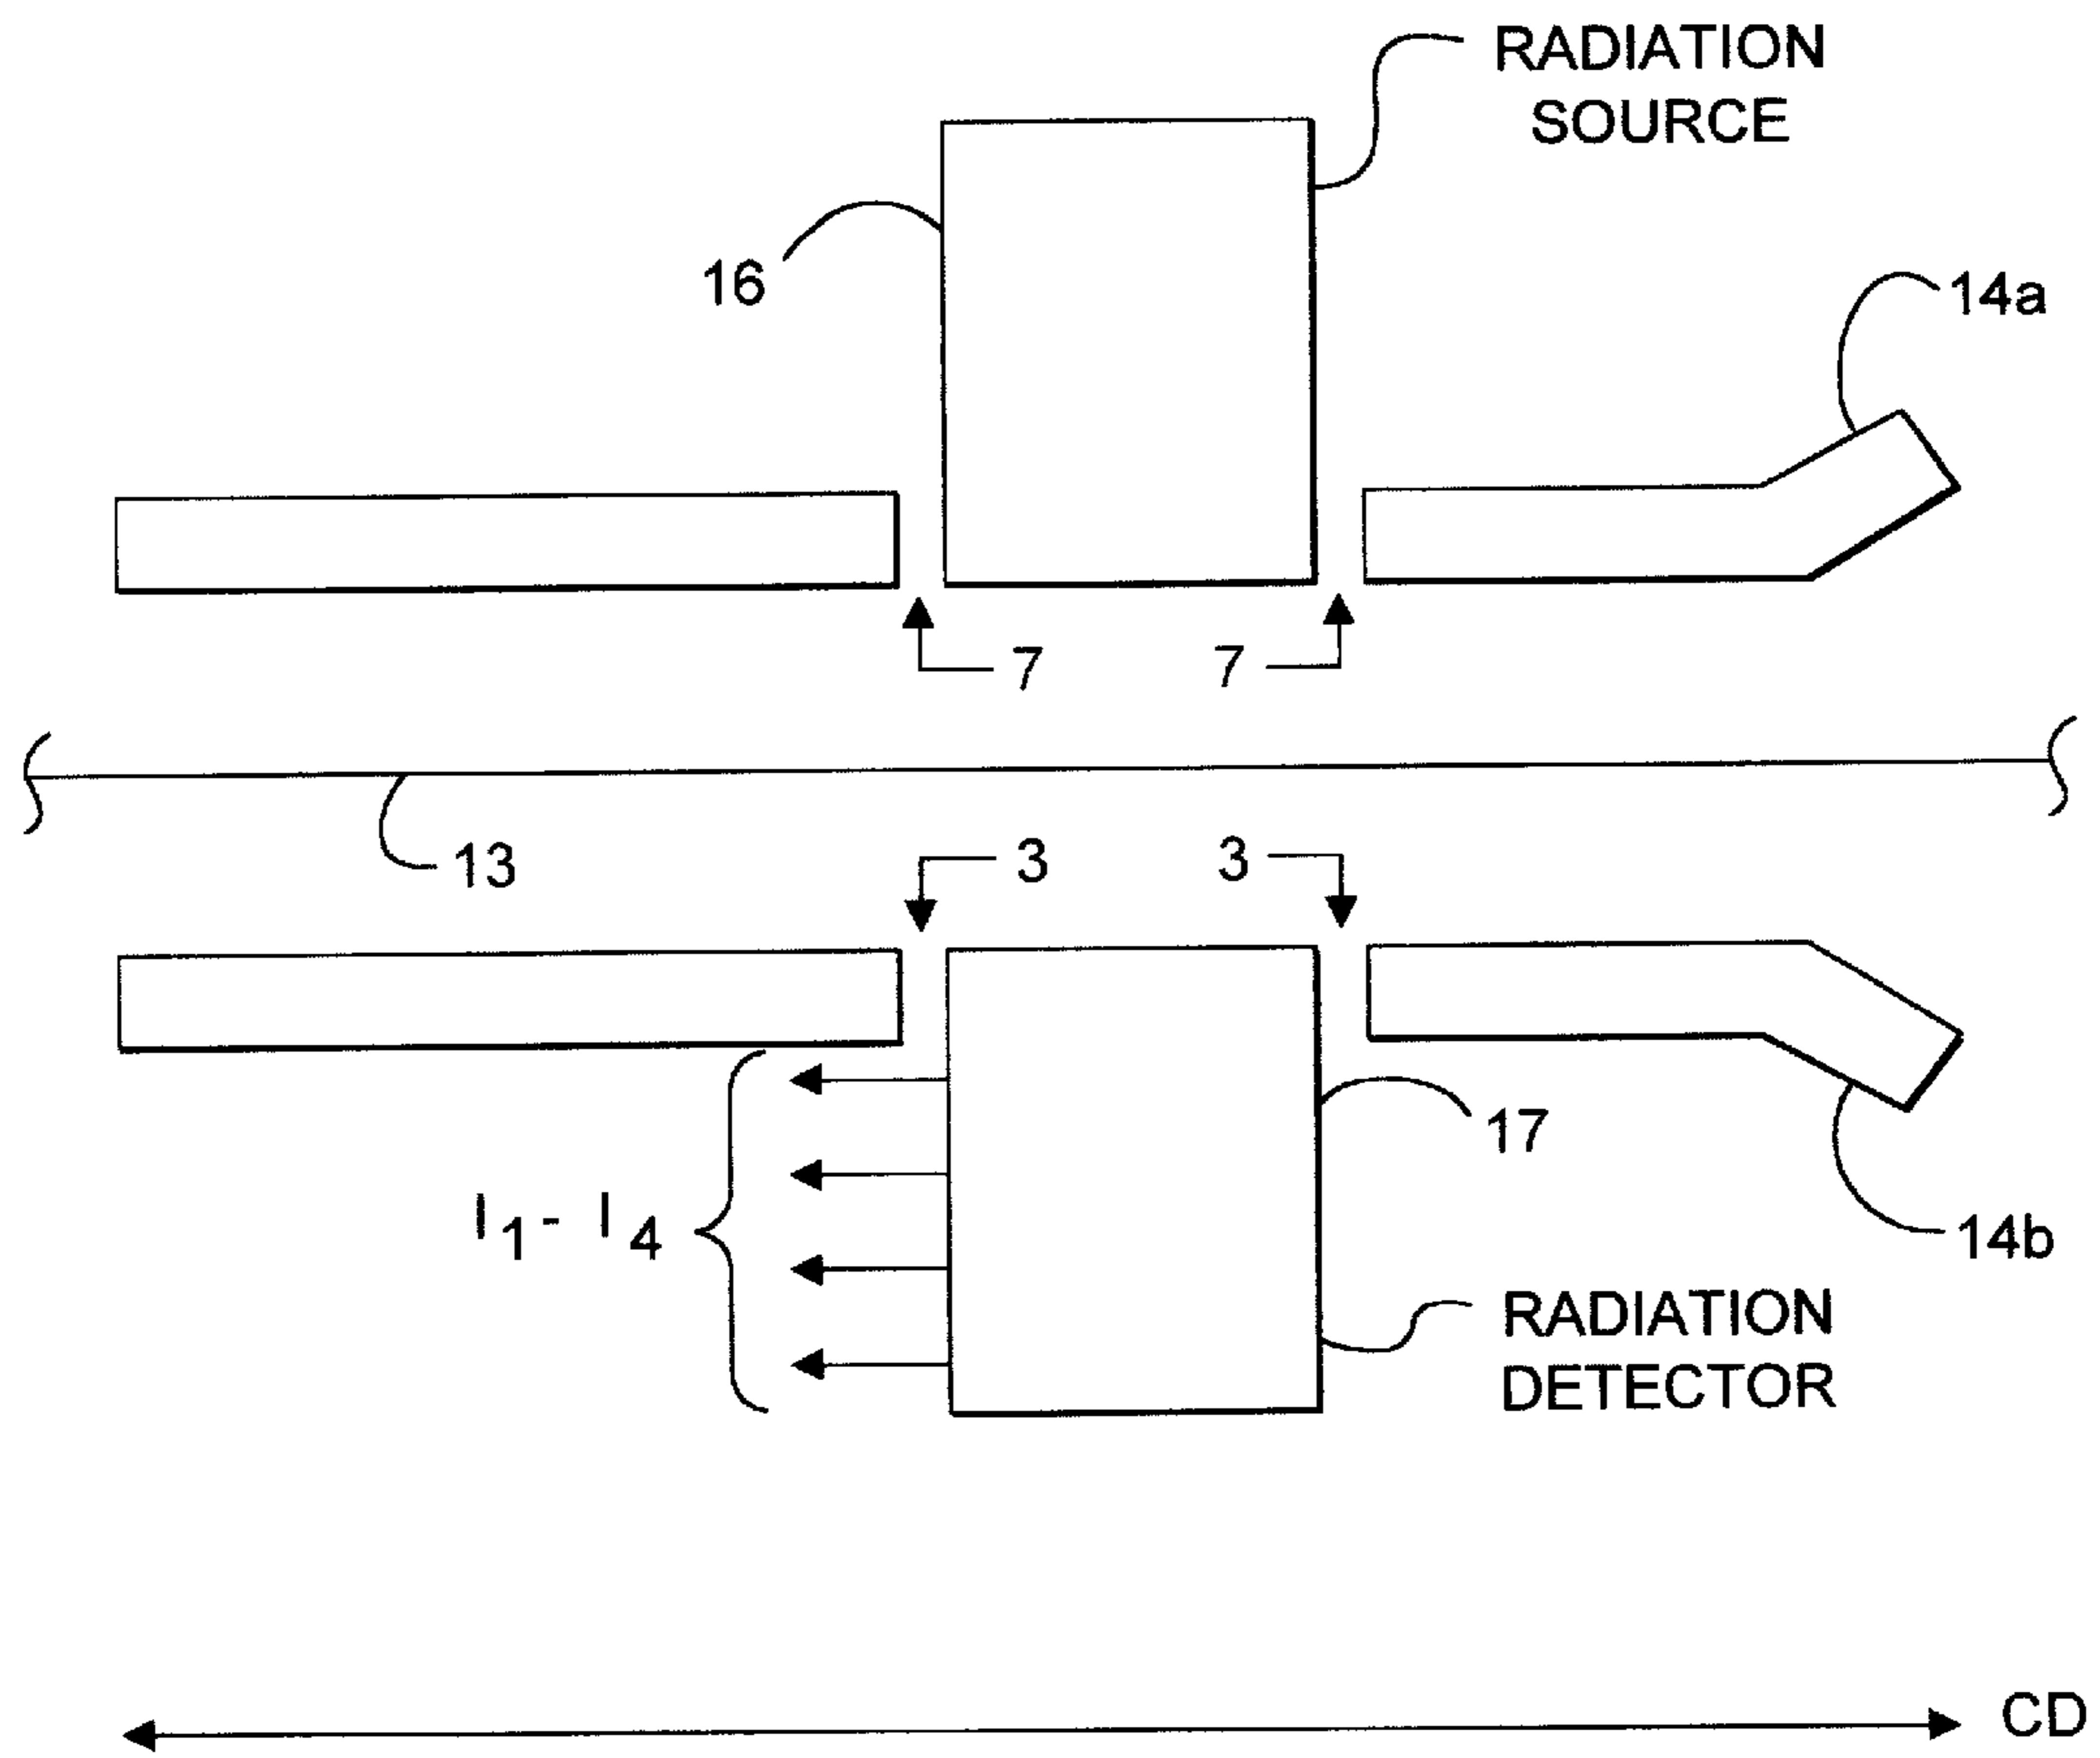 RADIATION
SOURCE
16
14a
7 7
13
3 3
17
I1 - I4
14b
RADIATION
DETECTOR
CD